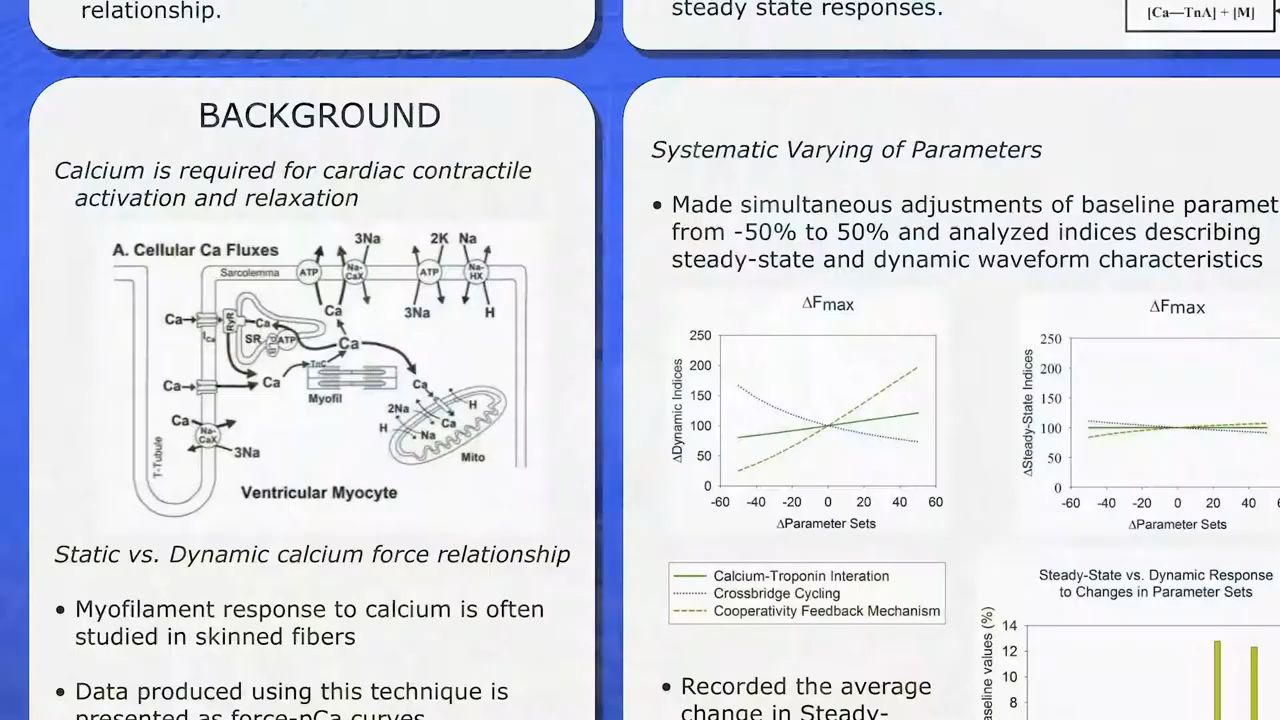 relationship.
BACKGROUND
Calcium is required for cardiac contractile
activation and relaxation
A. Cellular Ca Fluxes
3Na
2K Na
Sarcolemma
ATP
Na-
CaX
ATP
Na-
HX
Ca
3Na
H
Ca
RyR
Ca
ICa
SR
ATP
Ca
TnC
Ca
Ca
Ca
Myofil
2Na
H
Ca
H
Na
Ca
Na-
CaX
3Na
T-Tubule
Mito
Ventricular Myocyte
Static vs. Dynamic calcium force relationship
• Myofilament response to calcium is often
studied in skinned fibers
• Data produced using this technique is
presented as force-pCa curves
steady state responses.
[Ca—TnA] + [M]
Systematic Varying of Parameters
• Made simultaneous adjustments of baseline paramet
from -50% to 50% and analyzed indices describing
steady-state and dynamic waveform characteristics
ΔFmax
250
200
150
100
50
0
-60 -40 -20 0 20 40 60
ΔDynamic Indices
ΔParameter Sets
ΔFmax
250
200
150
100
50
0
-60 -40 -20 0 20 40
ΔSteady-State Indices
ΔParameter Sets
Calcium-Troponin Interation
Crossbridge Cycling
Cooperativity Feedback Mechanism
Steady-State vs. Dynamic Response
to Changes in Parameter Sets
14
12
10
8
aseline values (%)
• Recorded the average
change in Steady-